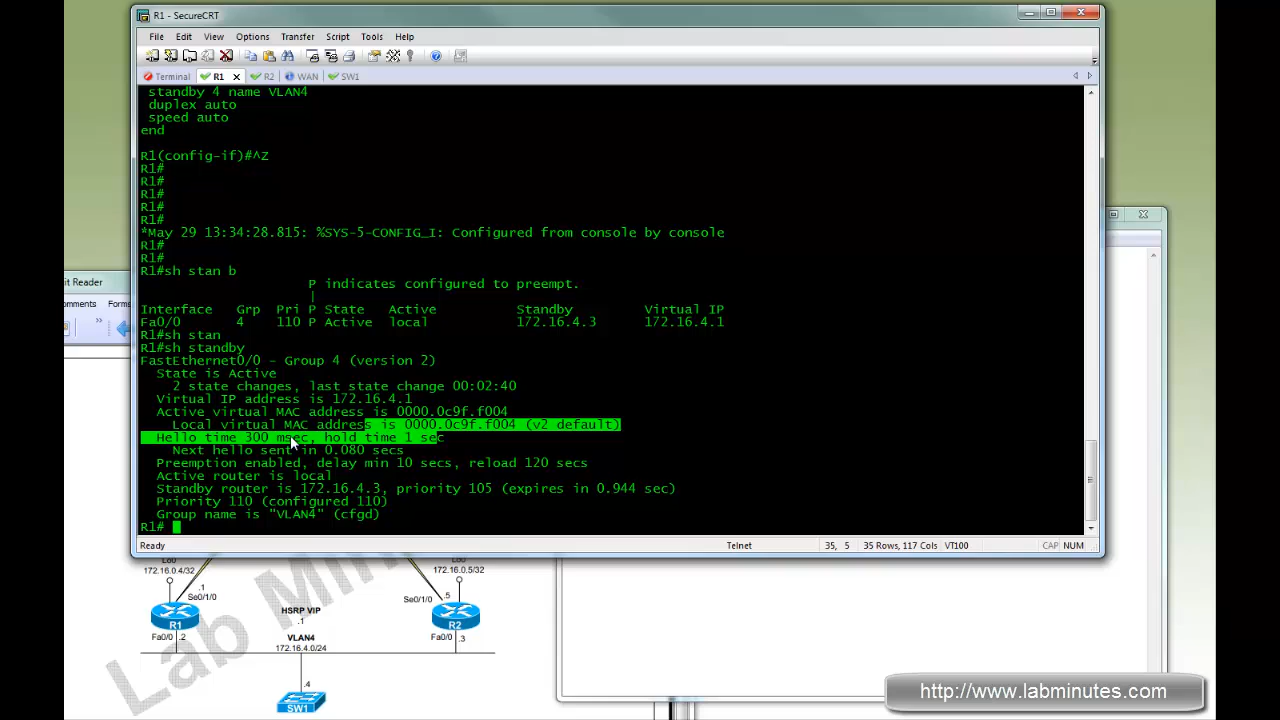 R1 - SecureCRT
File Edit View Options Transfer Script Tools Help
Terminal R1 R2 WAN SW1
standby 4 name VLAN4
duplex auto
speed auto
end
R1(config-if)#^Z
R1#
R1#
R1#
R1#
R1#
*May 29 13:34:28.815: %SYS-5-CONFIG_I: Configured from console by console
R1#
R1#
R1#sh stan b
P indicates configured to preempt.
|
Interface Grp Pri P State Active Standby Virtual IP
Fa0/0 4 110 P Active local 172.16.4.3 172.16.4.1
R1#sh stan
R1#sh standby
FastEthernet0/0 - Group 4 (version 2)
State is Active
2 state changes, last state change 00:02:40
Virtual IP address is 172.16.4.1
Active virtual MAC address is 0000.0c9f.f004
Local virtual MAC address is 0000.0c9f.f004 (v2 default)
Hello time 300 msec, hold time 1 sec
Next hello sent in 0.080 secs
Preemption enabled, delay min 10 secs, reload 120 secs
Active router is local
Standby router is 172.16.4.3, priority 105 (expires in 0.944 sec)
Priority 110 (configured 110)
Group name is "VLAN4" (cfgd)
R1#
Ready Telnet 35, 5 35 Rows, 117 Cols VT100 CAP NUM
it Reader
omments Forms
172.16.0.4/32
172.16.0.5/32
.1
Se0/1/0
Se0/1/0
.5
HSRP VIP
.1
R1
R2
Fa0/0 .2
VLAN4
172.16.4.0/24
Fa0/0 .3
.4
SW1
Lab Minutes
http://www.labminutes.com